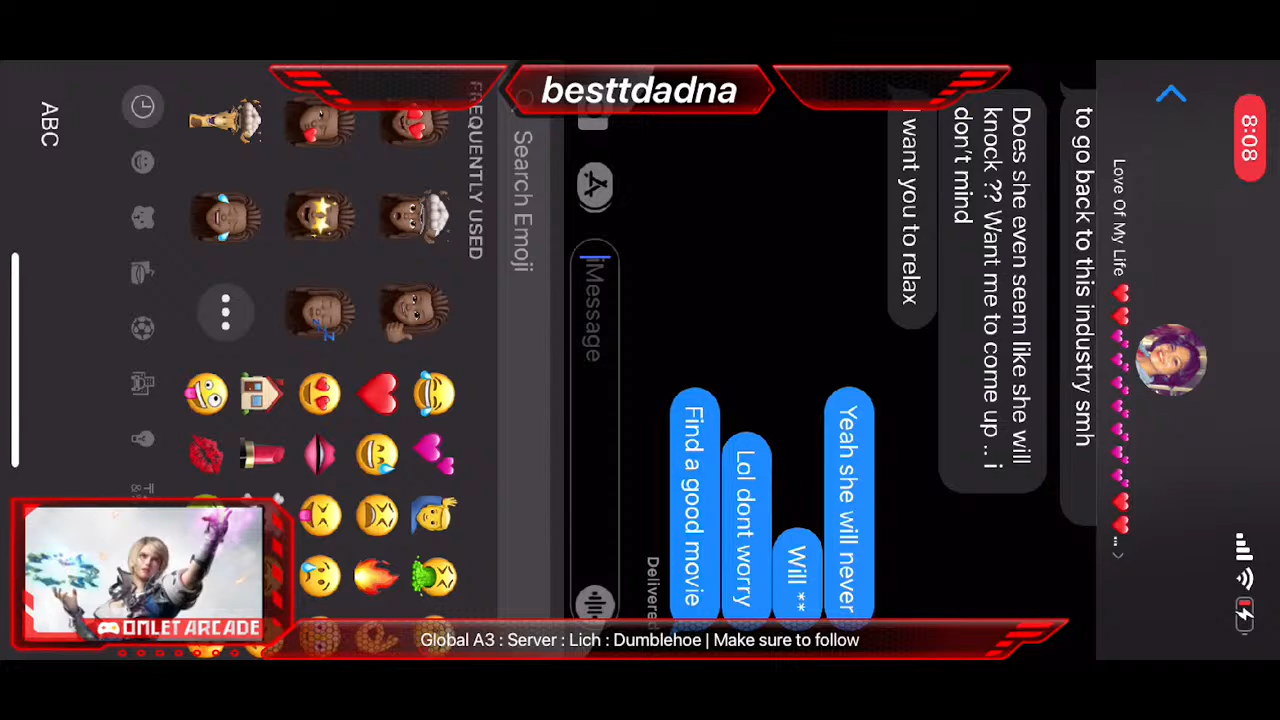 besttdadna
8:08
Love Of My Life ❤️❤️💕💕💕💕💕💕💕❤️❤️...
to go back to this industry smh
Does she even seem like she will
knock ?? Want me to come up .. i
don't mind
I want you to relax
Yeah she will never
Will **
Lol dont worry
Find a good movie
Delivered
iMessage
Search Emoji
FREQUENTLY USED
ABC
OMLET ARCADE
Global A3 : Server : Lich : Dumblehoe | Make sure to follow